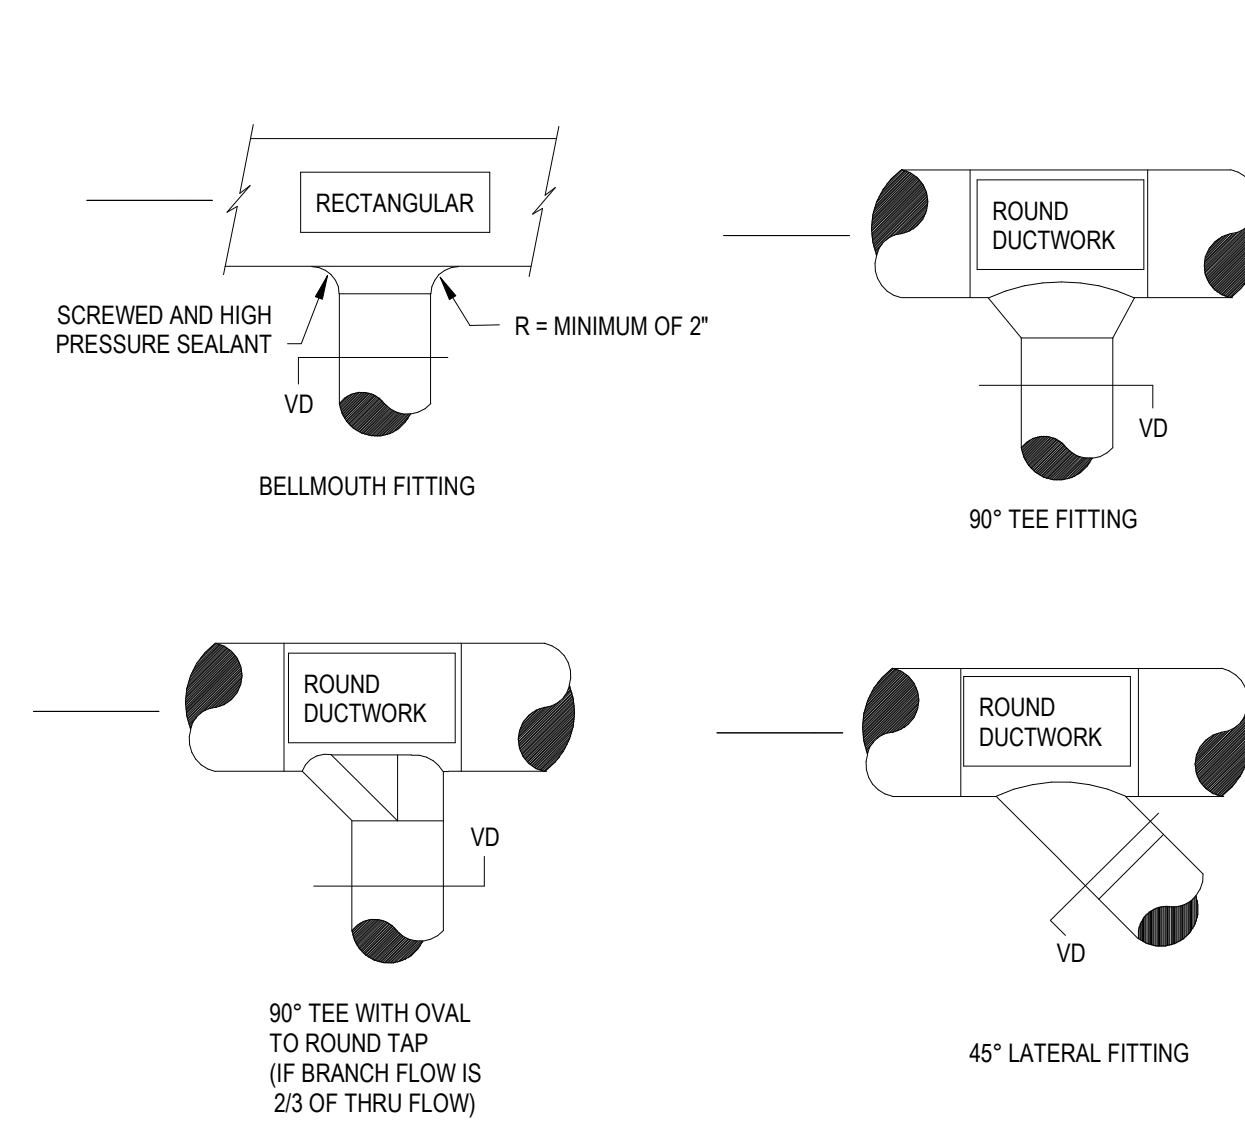 RECTANGULAR
SCREWED AND HIGH
PRESSURE SEALANT
R = MINIMUM OF 2"
VD
BELLMOUTH FITTING
ROUND
DUCTWORK
VD
90° TEE FITTING
ROUND
DUCTWORK
VD
90° TEE WITH OVAL
TO ROUND TAP
(IF BRANCH FLOW IS
2/3 OF THRU FLOW)
ROUND
DUCTWORK
VD
45° LATERAL FITTING